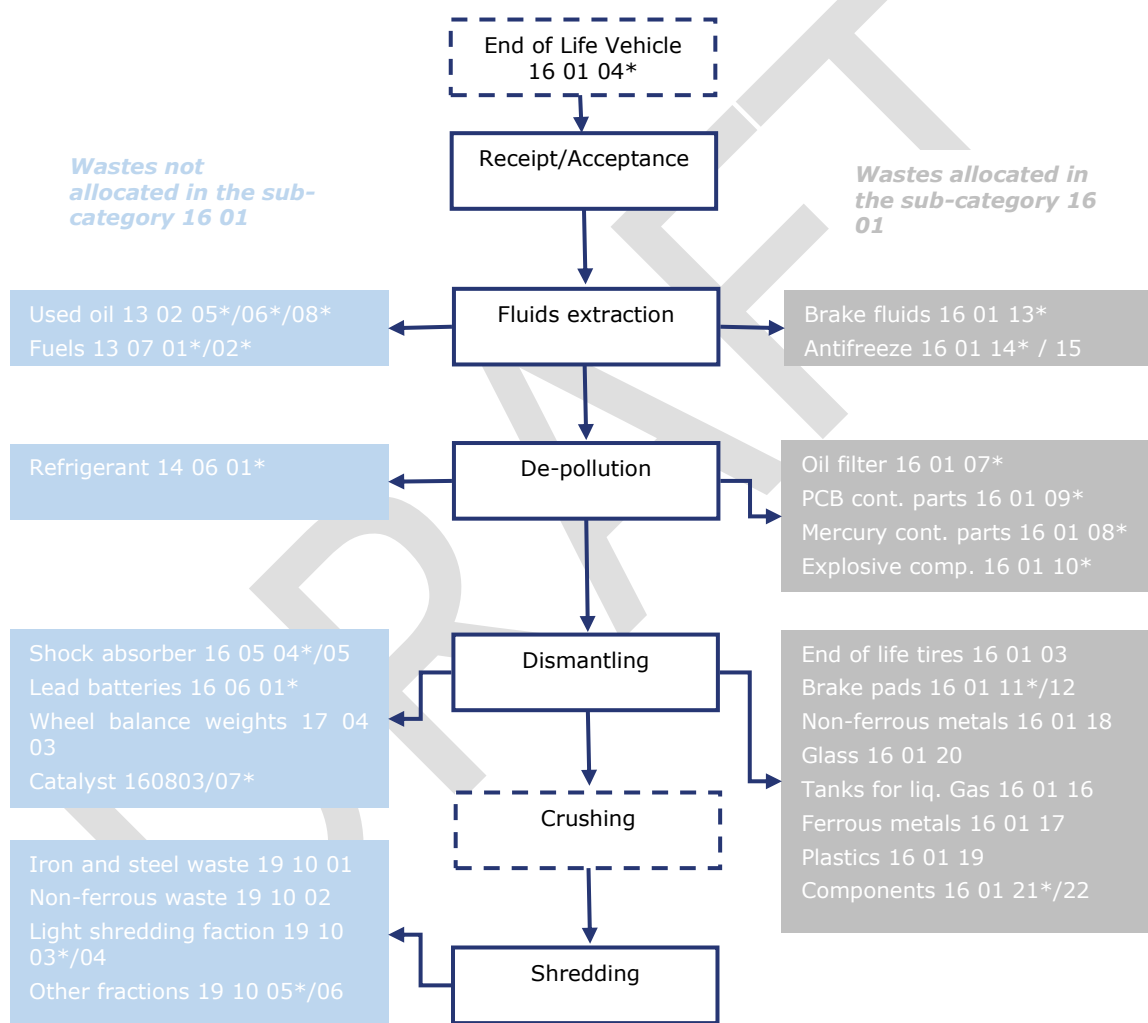 End of Life Vehicle
16 01 04*
Receipt/Acceptance
Wastes not
allocated in the sub-
category 16 01
Wastes allocated in
the sub-category 16
01
Used oil 13 02 05*/06*/08*
Fuels 13 07 01*/02*
Fluids extraction
Brake fluids 16 01 13*
Antifreeze 16 01 14* / 15
Refrigerant 14 06 01*
De-pollution
Oil filter 16 01 07*
PCB cont. parts 16 01 09*
Mercury cont. parts 16 01 08*
Explosive comp. 16 01 10*
Shock absorber 16 05 04*/05
Lead batteries 16 06 01*
Wheel balance weights 17 04
03
Catalyst 160803/07*
Dismantling
End of life tires 16 01 03
Brake pads 16 01 11*/12
Non-ferrous metals 16 01 18
Glass 16 01 20
Tanks for liq. Gas 16 01 16
Ferrous metals 16 01 17
Plastics 16 01 19
Components 16 01 21*/22
Crushing
Iron and steel waste 19 10 01
Non-ferrous waste 19 10 02
Light shredding faction 19 10
03*/04
Other fractions 19 10 05*/06
Shredding
DRAFT